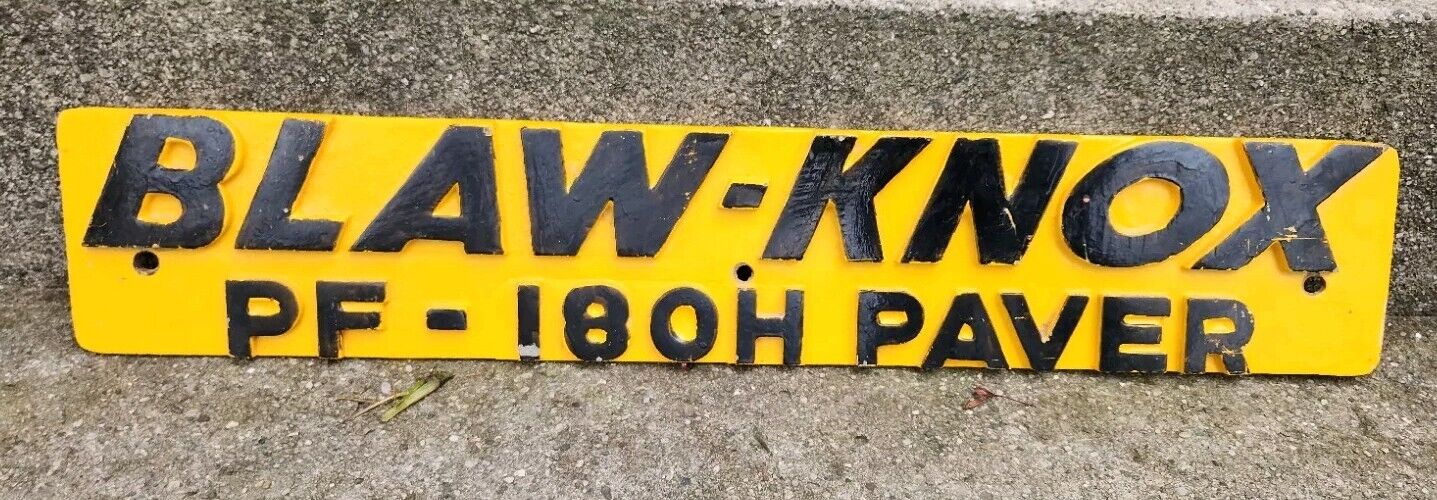 BLAW-KNOX
PF-180H PAVER